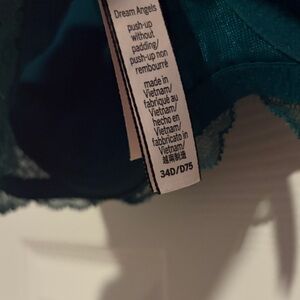 Dream Angels
push-up
without
padding/
push-up non
rembourré
made in
Vietnam/
fabriqué au
Vietnam/
hecho en
Vietnam/
fabbricato in
Vietnam/
越南制造
34D/D75